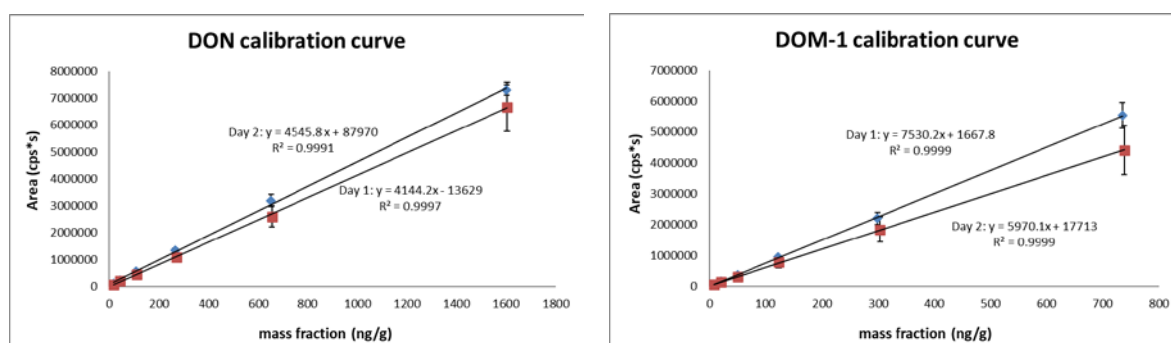 DON calibration curve
8000000
7000000
6000000
5000000
4000000
3000000
2000000
1000000
0
Area (cps*s)
Day 2: y = 4545.8x + 87970
R² = 0.9991
Day 1: y = 4144.2x - 13629
R² = 0.9997
0 200 400 600 800 1000 1200 1400 1600 1800
mass fraction (ng/g)
DOM-1 calibration curve
7000000
6000000
5000000
4000000
3000000
2000000
1000000
0
Area (cps*s)
Day 1: y = 7530.2x + 1667.8
R² = 0.9999
Day 2: y = 5970.1x + 17713
R² = 0.9999
0 100 200 300 400 500 600 700 800
mass fraction (ng/g)